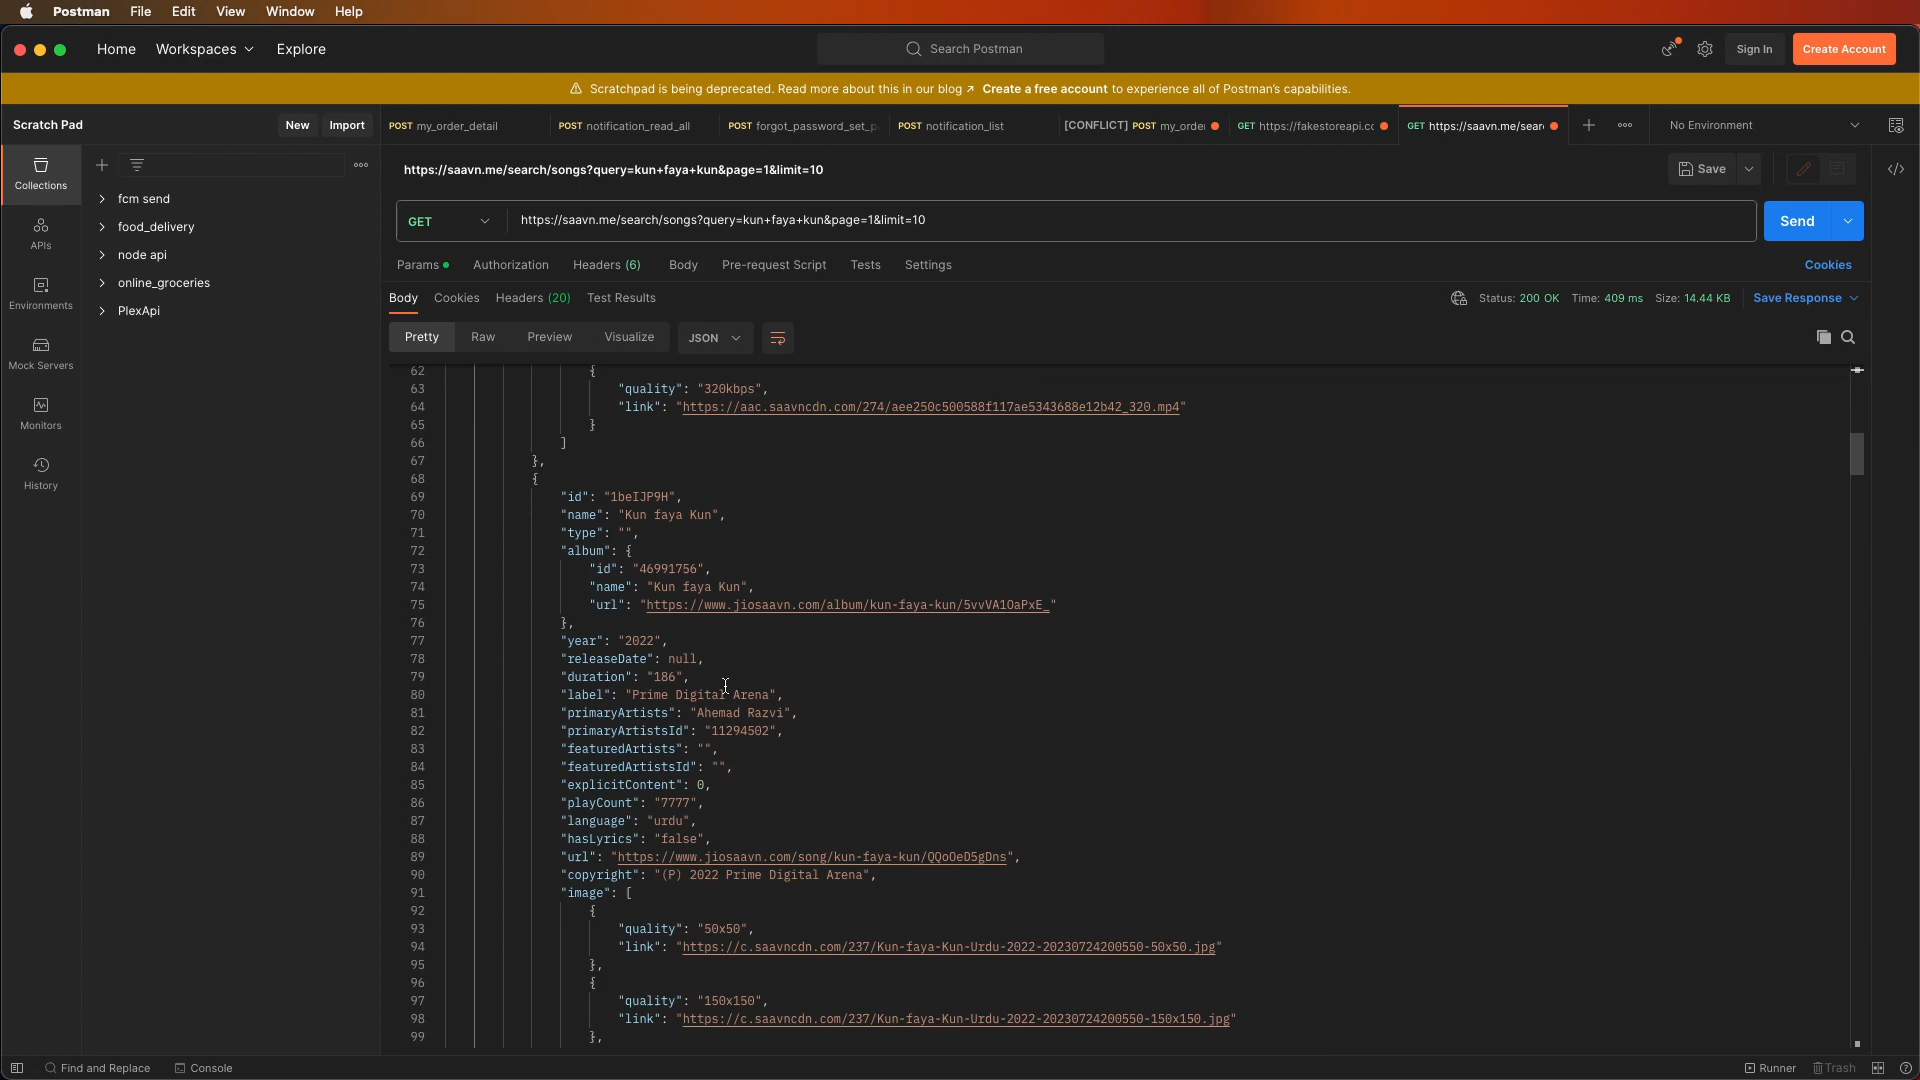 Postman File Edit View Window Help
Home Workspaces Explore Search Postman Sign In Create Account
Scratchpad is being deprecated. Read more about this in our blog ↗ Create a free account to experience all of Postman's capabilities.
Scratch Pad New Import POST my_order_detail POST notification_read_all POST forgot_password_set_p POST notification_list [CONFLICT] POST my_order GET https://fakestoreapi.cc GET https://saavn.me/sear No Environment
Collections
APIs
Environments
Mock Servers
Monitors
History
fcm send
food_delivery
node api
online_groceries
PlexApi
https://saavn.me/search/songs?query=kun+faya+kun&page=1&limit=10 Save
GET https://saavn.me/search/songs?query=kun+faya+kun&page=1&limit=10 Send
Params Authorization Headers (6) Body Pre-request Script Tests Settings Cookies
Body Cookies Headers (20) Test Results Status: 200 OK Time: 409 ms Size: 14.44 KB Save Response
Pretty Raw Preview Visualize JSON
62 {
63 "quality": "320kbps",
64 "link": "https://aac.saavncdn.com/274/aee250c500588f117ae5343688e12b42_320.mp4"
65 }
66 ]
67 },
68 {
69 "id": "1beIJP9H",
70 "name": "Kun faya Kun",
71 "type": "",
72 "album": {
73 "id": "46991756",
74 "name": "Kun faya Kun",
75 "url": "https://www.jiosaavn.com/album/kun-faya-kun/5vvVA1OaPxE_"
76 },
77 "year": "2022",
78 "releaseDate": null,
79 "duration": "186",
80 "label": "Prime Digital Arena",
81 "primaryArtists": "Ahemad Razvi",
82 "primaryArtistsId": "11294502",
83 "featuredArtists": "",
84 "featuredArtistsId": "",
85 "explicitContent": 0,
86 "playCount": "7777",
87 "language": "urdu",
88 "hasLyrics": "false",
89 "url": "https://www.jiosaavn.com/song/kun-faya-kun/QQoOeD5gDns",
90 "copyright": "(P) 2022 Prime Digital Arena",
91 "image": [
92 {
93 "quality": "50x50",
94 "link": "https://c.saavncdn.com/237/Kun-faya-Kun-Urdu-2022-20230724200550-50x50.jpg"
95 },
96 {
97 "quality": "150x150",
98 "link": "https://c.saavncdn.com/237/Kun-faya-Kun-Urdu-2022-20230724200550-150x150.jpg"
99 },
Find and Replace Console Runner Trash